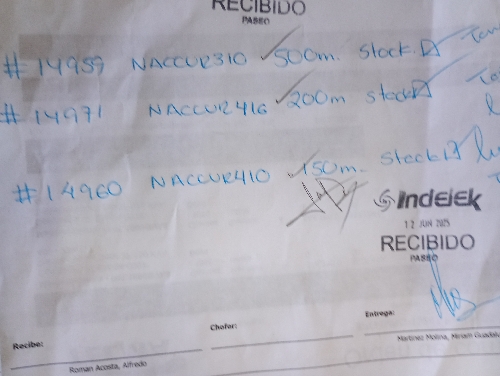 RECIBIDO
PASEO
#14959 NACCUR310 500m. Stock.
#14971 NACCUR416 200m stock
#14960 NACCUR410 150m. Stock
Indelek
12 JUN 2025
RECIBIDO
PASEO
Recibe: Chofer: Entrega:
Roman Acosta, Alfredo Martinez Molina, Miriam Guadalu